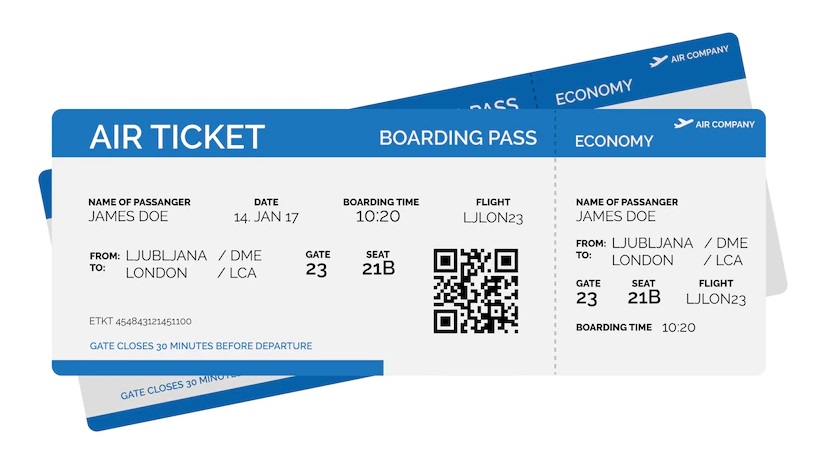 AIR COMPANY
PASS
ECONOMY
AIR TICKET
BOARDING PASS
ECONOMY
AIR COMPANY
NAME OF PASSANGER DATE BOARDING TIME FLIGHT
JAMES DOE 14. JAN 17 10:20 LJLON23
FROM: LJUBLJANA / DME GATE SEAT
TO: LONDON / LCA 23 21B
ETKT 454843121451100
GATE CLOSES 30 MINUTES BEFORE DEPARTURE
NAME OF PASSANGER
JAMES DOE
FROM: LJUBLJANA / DME
TO: LONDON / LCA
GATE SEAT FLIGHT
23 21B LJLON23
BOARDING TIME 10:20
GATE CLOSES 30